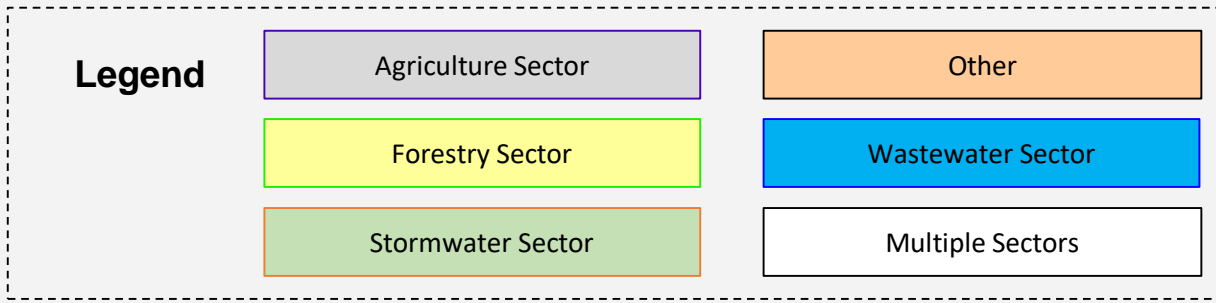 Legend
Agriculture Sector
Other
Forestry Sector
Wastewater Sector
Stormwater Sector
Multiple Sectors